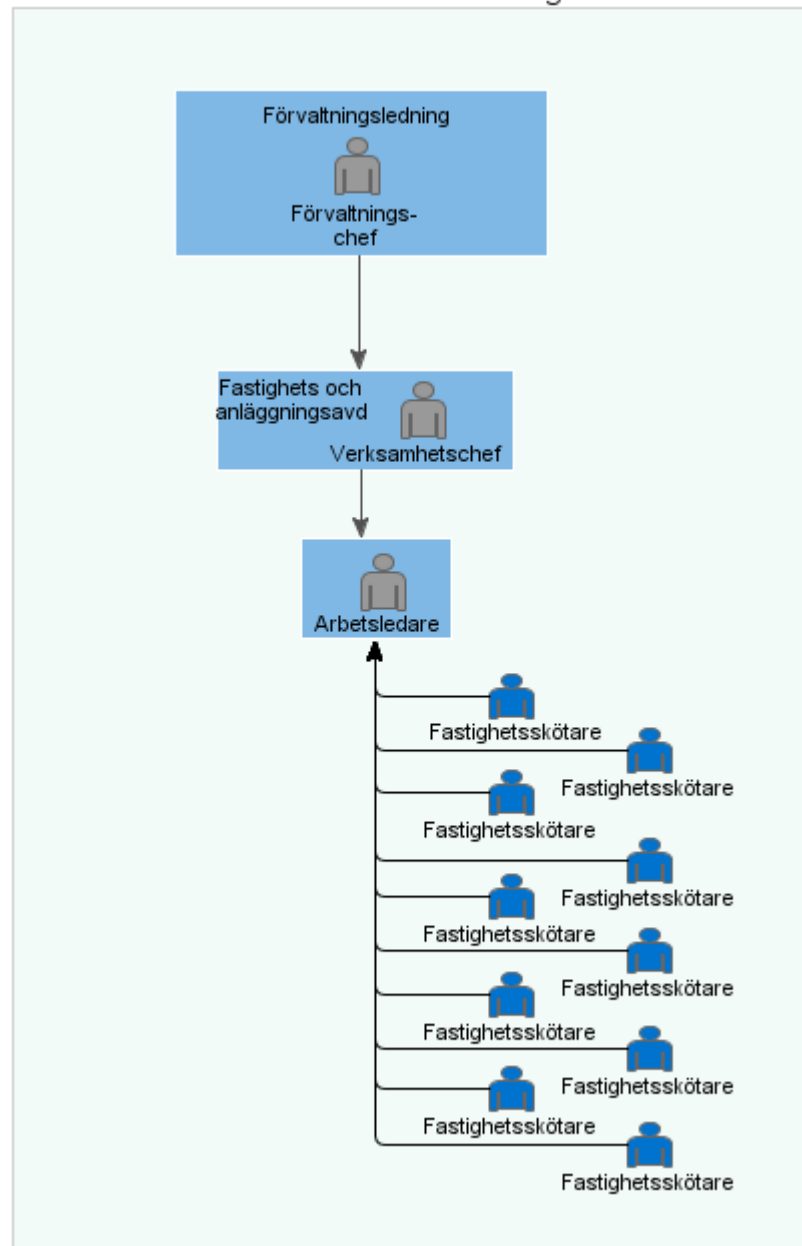 Förvaltningsledning
Förvaltnings-
chef
Fastighets och
anläggningsavd
Verksamhetschef
Arbetsledare
Fastighetsskötare
Fastighetsskötare
Fastighetsskötare
Fastighetsskötare
Fastighetsskötare
Fastighetsskötare
Fastighetsskötare
Fastighetsskötare
Fastighetsskötare
Fastighetsskötare